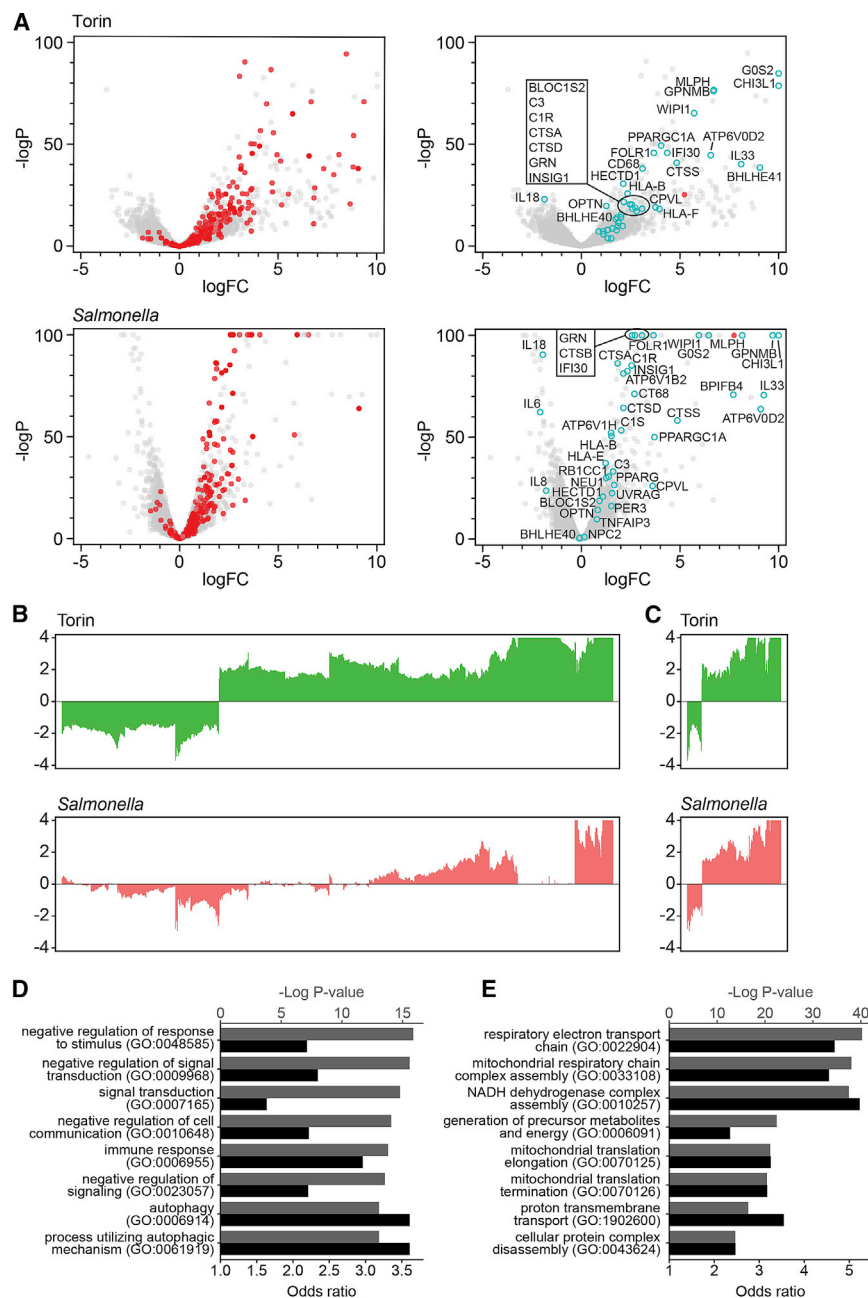 A
Torin
100
50
0
-logP
-5
0
5
10
logFC
100
50
0
-logP
-5
0
5
10
logFC
BLOC1S2
C3
C1R
CTSA
CTSD
GRN
INSIG1
G0S2
MLPH
CHI3L1
GPNMB
WIPI1
PPARGC1A
ATP6V0D2
FOLR1
IFI30
IL33
CD68
CTSS
BHLHE41
HECTD1
HLA-B
IL18
OPTN
CPVL
BHLHE40
HLA-F
Salmonella
100
50
0
-logP
-5
0
5
10
logFC
100
50
0
-logP
-5
0
5
10
logFC
GRN
CTSB
IFI30
IL18
FOLR1
WIPI1
MLPH
CTSA
C1R
G0S2
GPNMB
INSIG1
CHI3L1
ATP6V1B2
IL6
CT68
BPIFB4
IL33
CTSD
ATP6V1H
C1S
CTSS
ATP6V0D2
HLA-B
PPARGC1A
HLA-E
RB1CC1
C3
IL8
NEU1
PPARG
HECTD1
CPVL
BLOC1S2
UVRAG
OPTN
PER3
TNFAIP3
BHLHE40
NPC2
B
Torin
4
2
0
-2
-4
Salmonella
4
2
0
-2
-4
C
Torin
4
2
0
-2
-4
Salmonella
4
2
0
-2
-4
D
-Log P-value
0 5 10 15
negative regulation of response
to stimulus (GO:0048585)
negative regulation of signal
transduction (GO:0009968)
signal transduction
(GO:0007165)
negative regulation of cell
communication (GO:0010648)
immune response
(GO:0006955)
negative regulation of
signaling (GO:0023057)
autophagy
(GO:0006914)
process utilizing autophagic
mechanism (GO:0061919)
1.0 1.5 2.0 2.5 3.0 3.5
Odds ratio
E
-Log P-value
0 10 20 30 40
respiratory electron transport
chain (GO:0022904)
mitochondrial respiratory chain
complex assembly (GO:0033108)
NADH dehydrogenase complex
assembly (GO:0010257)
generation of precursor metabolites
and energy (GO:0006091)
mitochondrial translation
elongation (GO:0070125)
mitochondrial translation
termination (GO:0070126)
proton transmembrane
transport (GO:1902600)
cellular protein complex
disassembly (GO:0043624)
1 2 3 4 5
Odds ratio